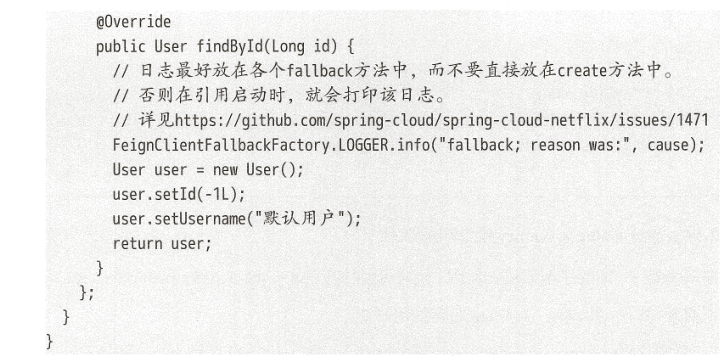 @Override
public User findById(Long id) {
// 日志最好放在各个fallback方法中，而不要直接放在create方法中。
// 否则在引用启动时，就会打印该日志。
// 详见https://github.com/spring-cloud/spring-cloud-netflix/issues/1471
FeignClientFallbackFactory.LOGGER.info("fallback; reason was:", cause);
User user = new User();
user.setId(-1L);
user.setUsername("默认用户");
return user;
}
};
}
}